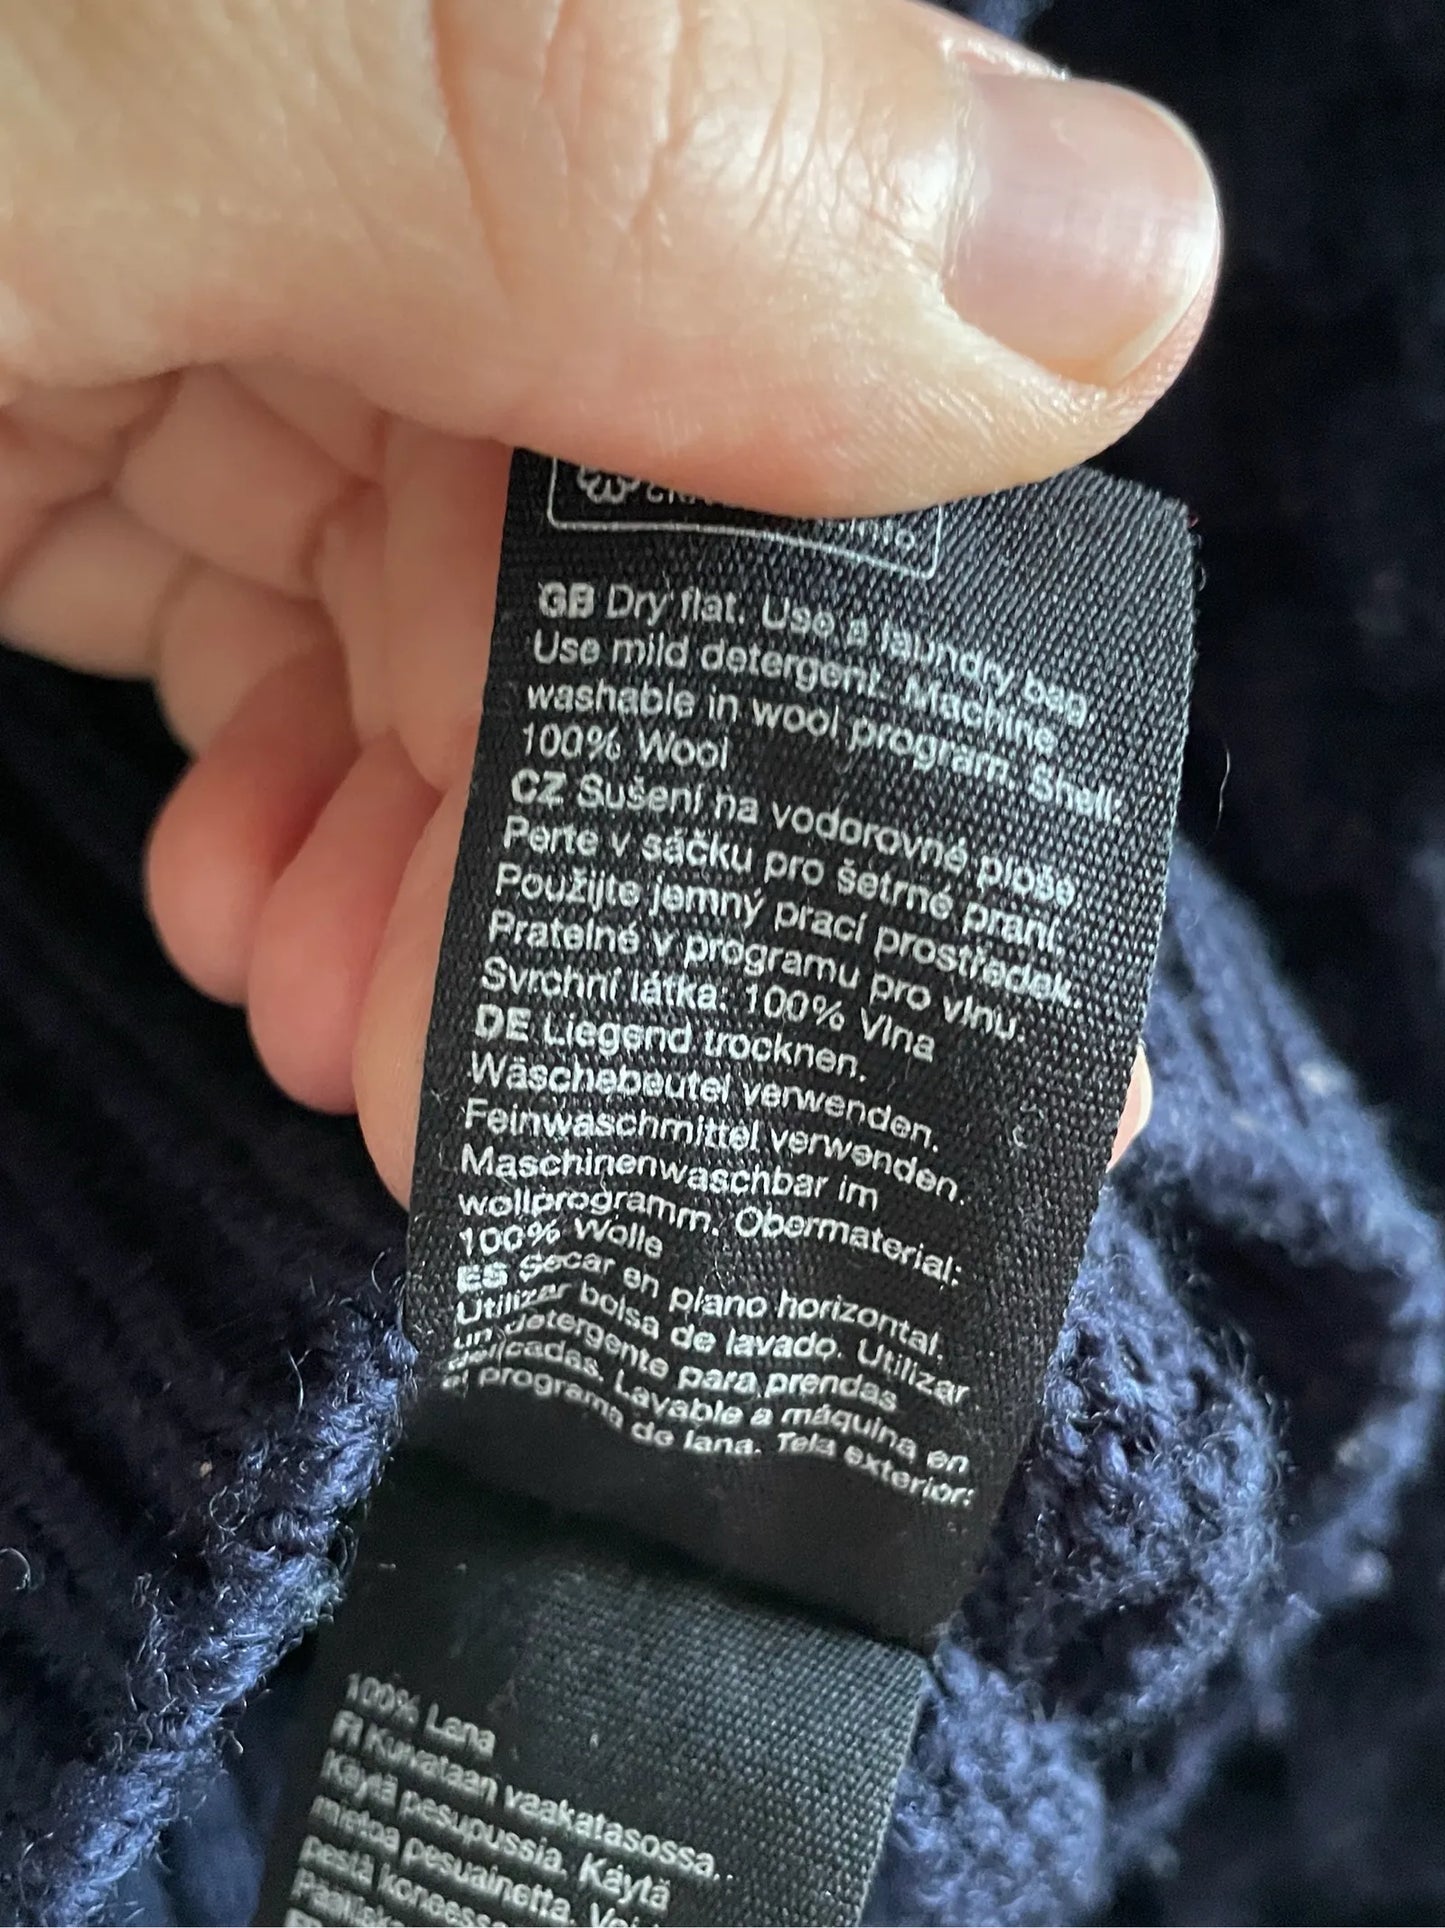 GB Dry flat. Use a laundry bag.
Use mild detergent. Machine
washable in wool program. Shell:
100% Wool
CZ Sušení na vodorovné ploše
Perte v sáčku pro šetrné praní.
Použijte jemný prací prostředek.
Pratelné v programu pro vlnu.
Svrchní látka: 100% Vlna
DE Liegend trocknen.
Wäschebeutel verwenden.
Feinwaschmittel verwenden.
Maschinenwaschbar im
wollprogramm. Obermaterial:
100% Wolle
ES Secar en plano horizontal.
Utilizar bolsa de lavado. Utilizar
un detergente para prendas
delicadas. Lavable a máquina en
el programa de lana. Tela exterior:
100% Lana
FI Kuivataan vaakatasossa.
Käytä pesupussia. Käytä
mietoa pesuainetta.
pestä